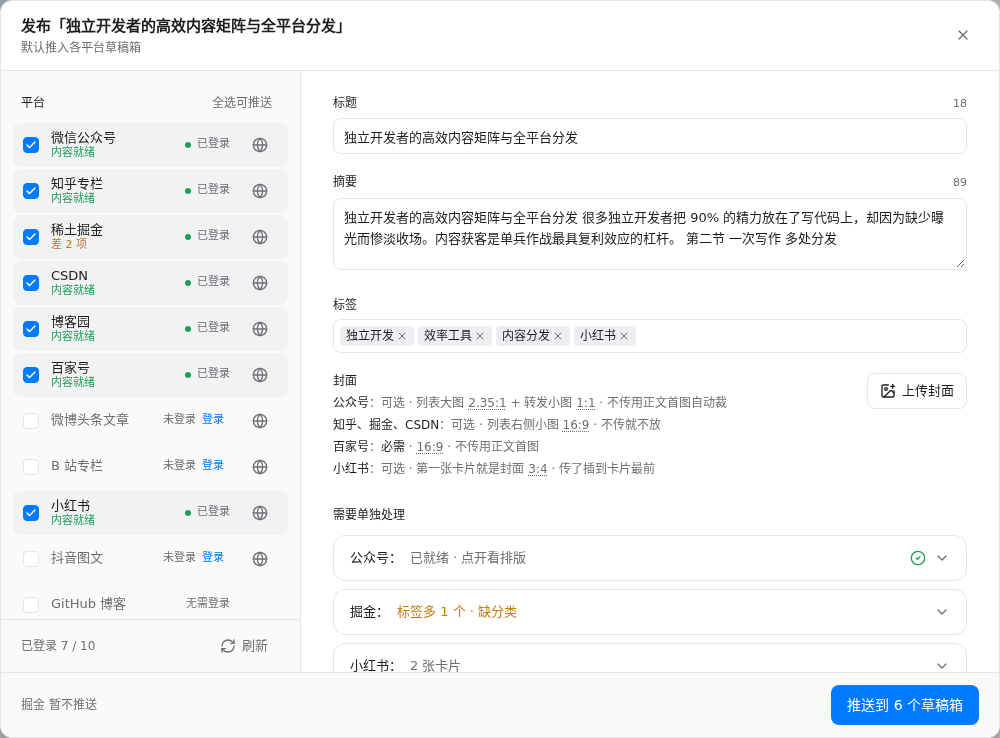 发布「独立开发者的高效内容矩阵与全平台分发」
默认推入各平台草稿箱
平台
全选可推送
微信公众号
内容就绪
已登录
知乎专栏
内容就绪
已登录
稀土掘金
差 2 项
已登录
CSDN
内容就绪
已登录
博客园
内容就绪
已登录
百家号
内容就绪
已登录
微博头条文章
未登录 登录
B 站专栏
未登录 登录
小红书
内容就绪
已登录
抖音图文
未登录 登录
GitHub 博客
无需登录
已登录 7 / 10
刷新
标题
18
独立开发者的高效内容矩阵与全平台分发
摘要
89
独立开发者的高效内容矩阵与全平台分发 很多独立开发者把 90% 的精力放在了写代码上，却因为缺少曝
光而惨淡收场。内容获客是单兵作战最具复利效应的杠杆。 第二节 一次写作 多处分发
标签
独立开发 效率工具 内容分发 小红书
封面
上传封面
公众号：可选 · 列表大图 2.35:1 + 转发小图 1:1 · 不传用正文首图自动裁
知乎、掘金、CSDN：可选 · 列表右侧小图 16:9 · 不传就不放
百家号：必需 · 16:9 · 不传用正文首图
小红书：可选 · 第一张卡片就是封面 3:4 · 传了插到卡片最前
需要单独处理
公众号： 已就绪 · 点开看排版
掘金： 标签多 1 个 · 缺分类
小红书： 2 张卡片
掘金 暂不推送
推送到 6 个草稿箱